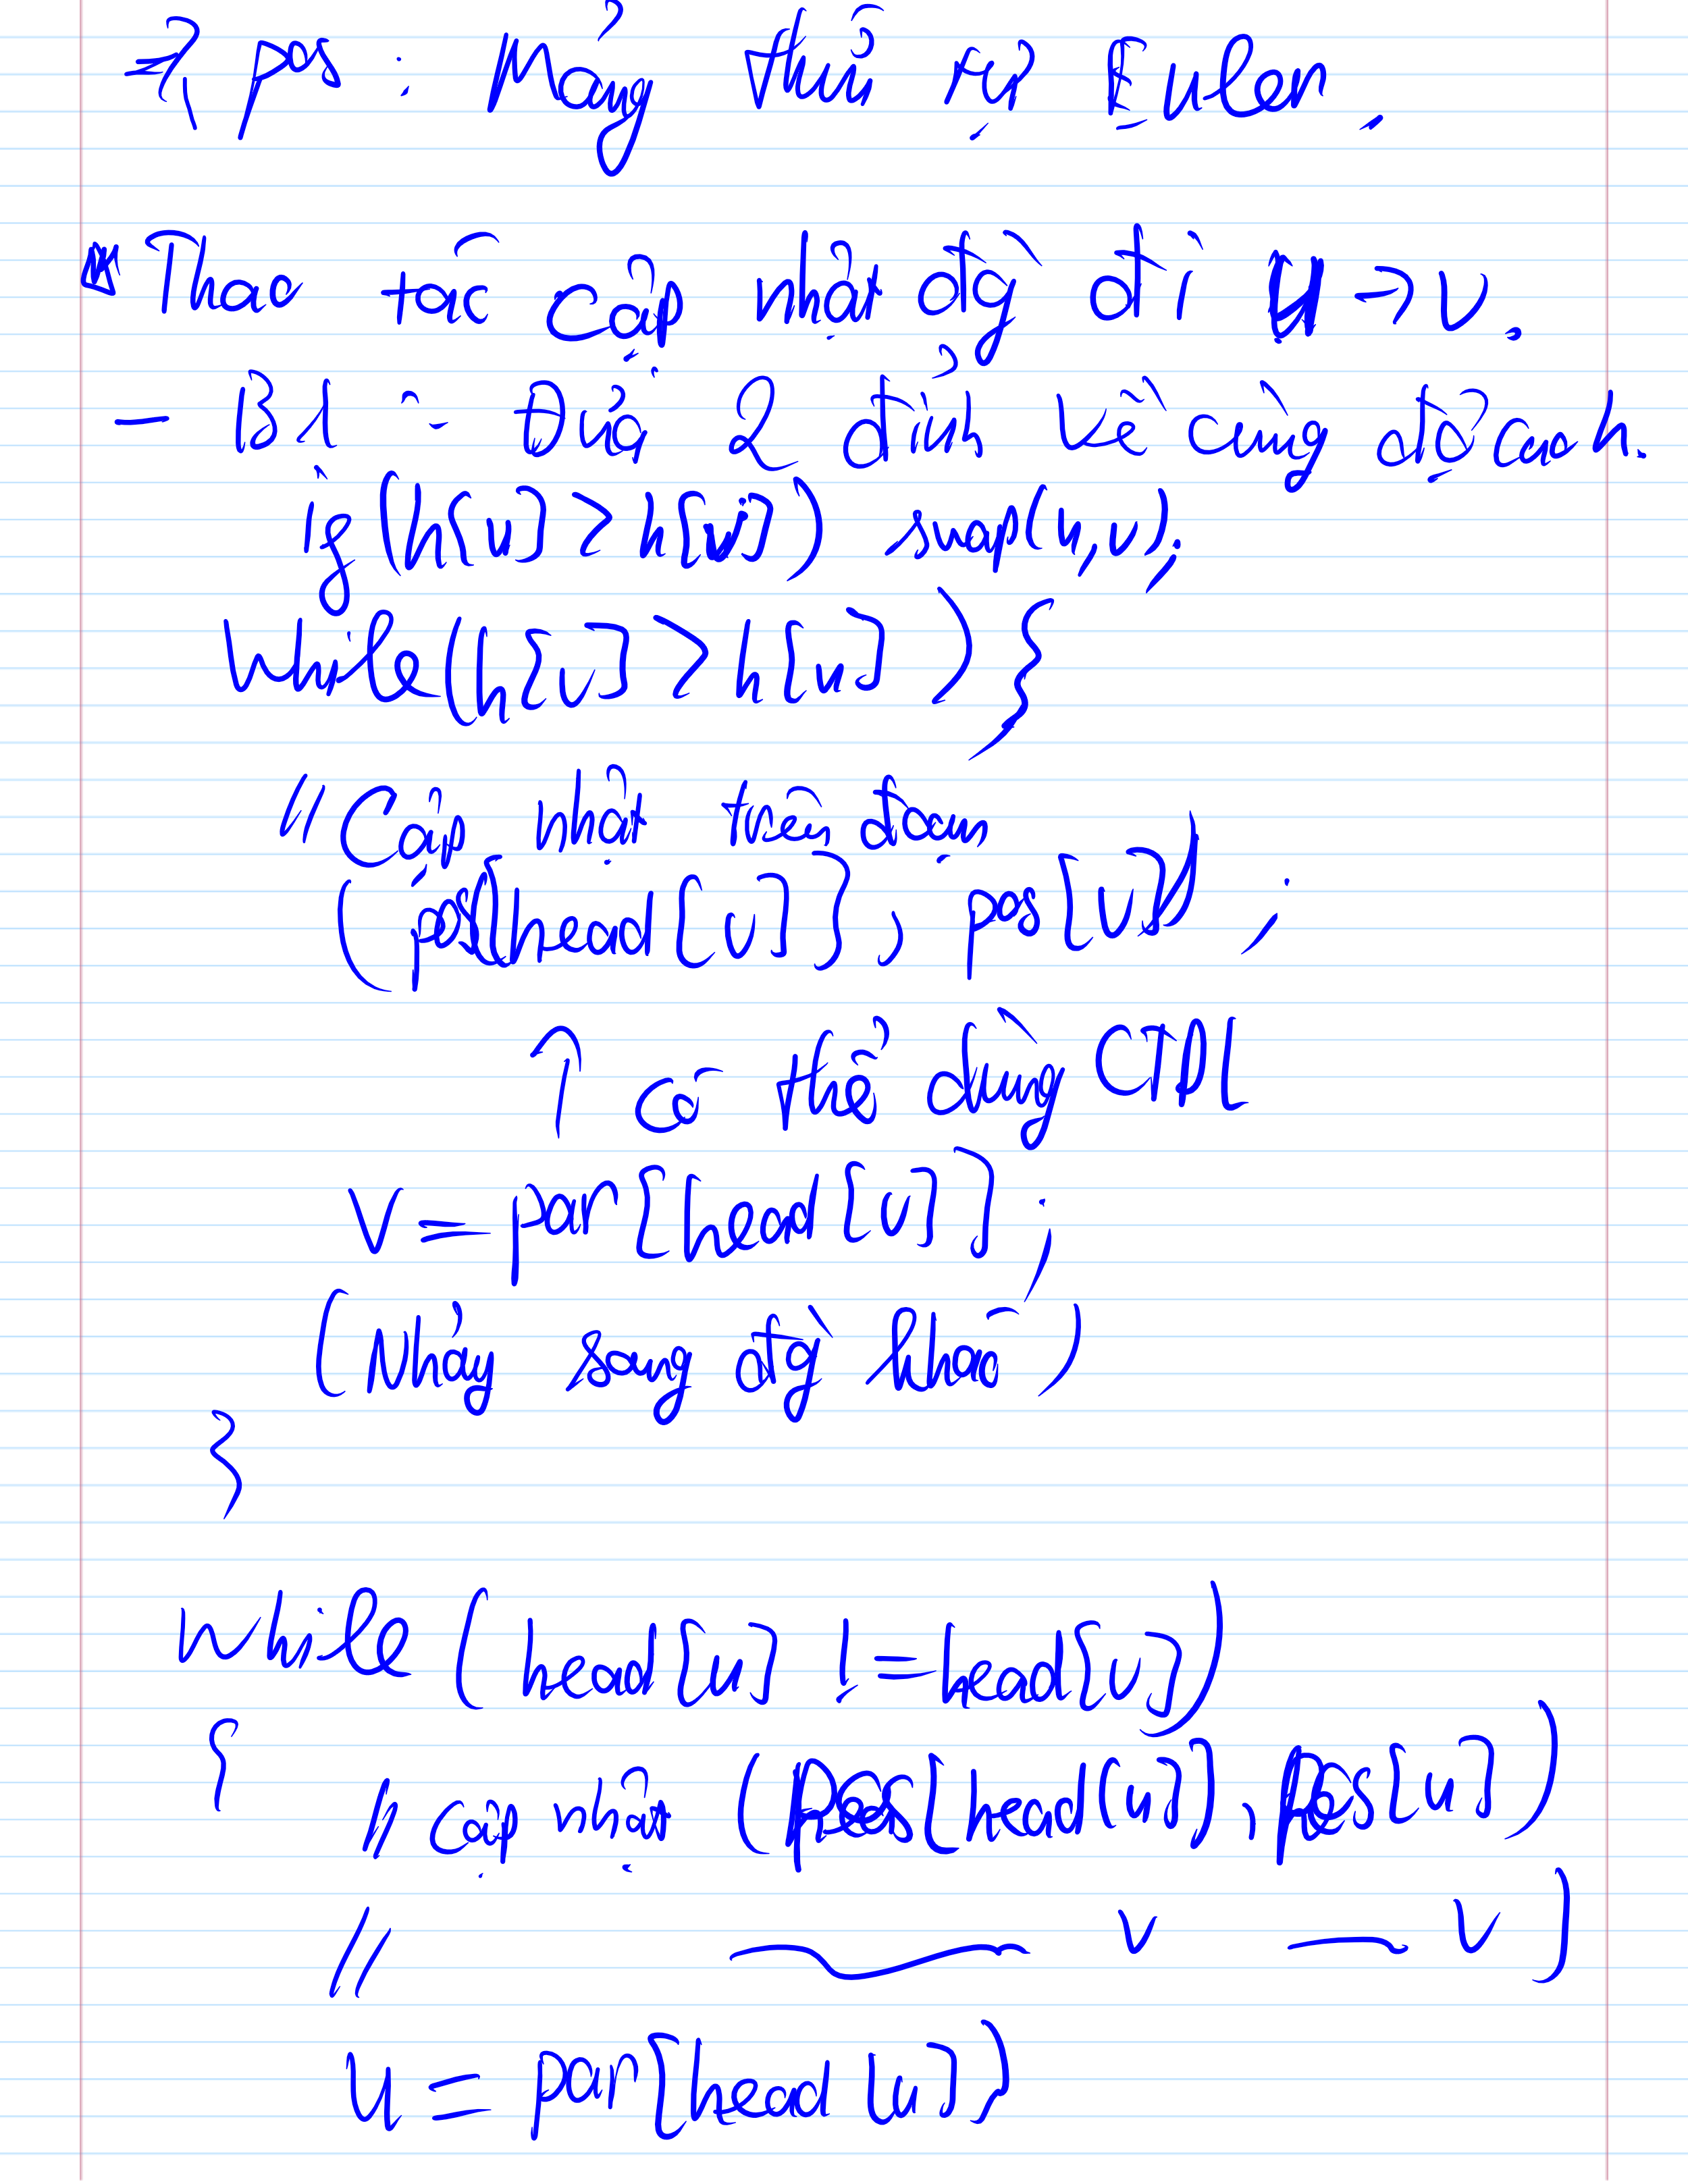 => pos : Mảng thứ tự Euler.
Thao tác cập nhật đg đi u -> v.
- B1 : Đưa 2 đỉnh về cùng độ cao h.
if (h[u] > h[v]) swap(u,v);
while(h[v] > h[u]){
// Cập nhật trên đoạn
(pos[head[v]], pos[v]) ;
↑ có thể dùng CTDL
v = par[head[v]];
(Nhảy sang đg khác)
}
while (head[u] != head[v])
{
// cập nhật (pos[head[u]], pos[u])
// v v)
u = par[head[u]]